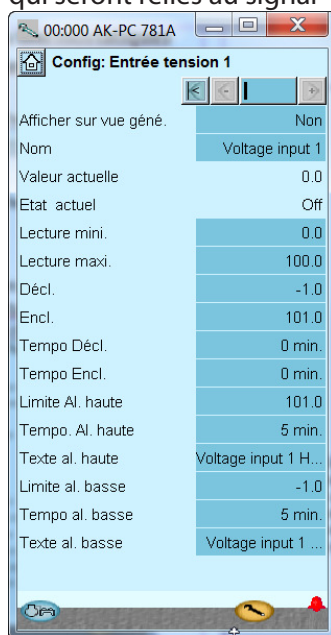 qui seront reliés au signal
00:000 AK-PC 781A
Config: Entrée tension 1
Afficher sur vue géné. Non
Nom Voltage input 1
Valeur actuelle 0.0
Etat actuel Off
Lecture mini. 0.0
Lecture maxi. 100.0
Décl. -1.0
Encl. 101.0
Tempo Décl. 0 min.
Tempo Encl. 0 min.
Limite Al. haute 101.0
Tempo. Al. haute 5 min.
Texte al. haute Voltage input 1 H...
Limite al. basse -1.0
Tempo al. basse 5 min.
Texte al. basse Voltage input 1 ...